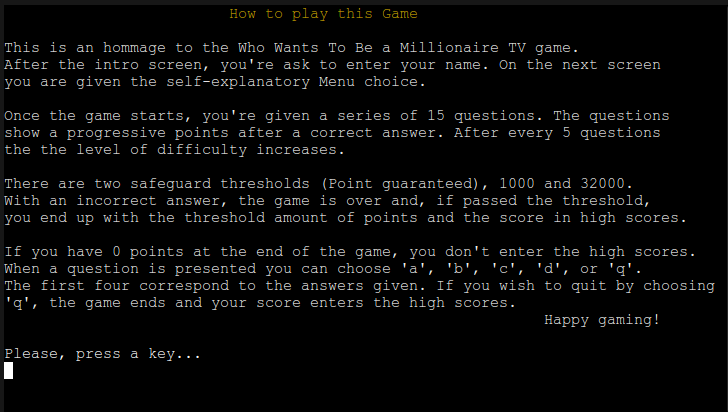 How to play this Game
This is an hommage to the Who Wants To Be a Millionaire TV game.
After the intro screen, you're ask to enter your name. On the next screen
you are given the self-explanatory Menu choice.
Once the game starts, you're given a series of 15 questions. The questions
show a progressive points after a correct answer. After every 5 questions
the the level of difficulty increases.
There are two safeguard thresholds (Point guaranteed), 1000 and 32000.
With an incorrect answer, the game is over and, if passed the threshold,
you end up with the threshold amount of points and the score in high scores.
If you have 0 points at the end of the game, you don't enter the high scores.
When a question is presented you can choose 'a', 'b', 'c', 'd', or 'q'.
The first four correspond to the answers given. If you wish to quit by choosing
'q', the game ends and your score enters the high scores.
Happy gaming!
Please, press a key...